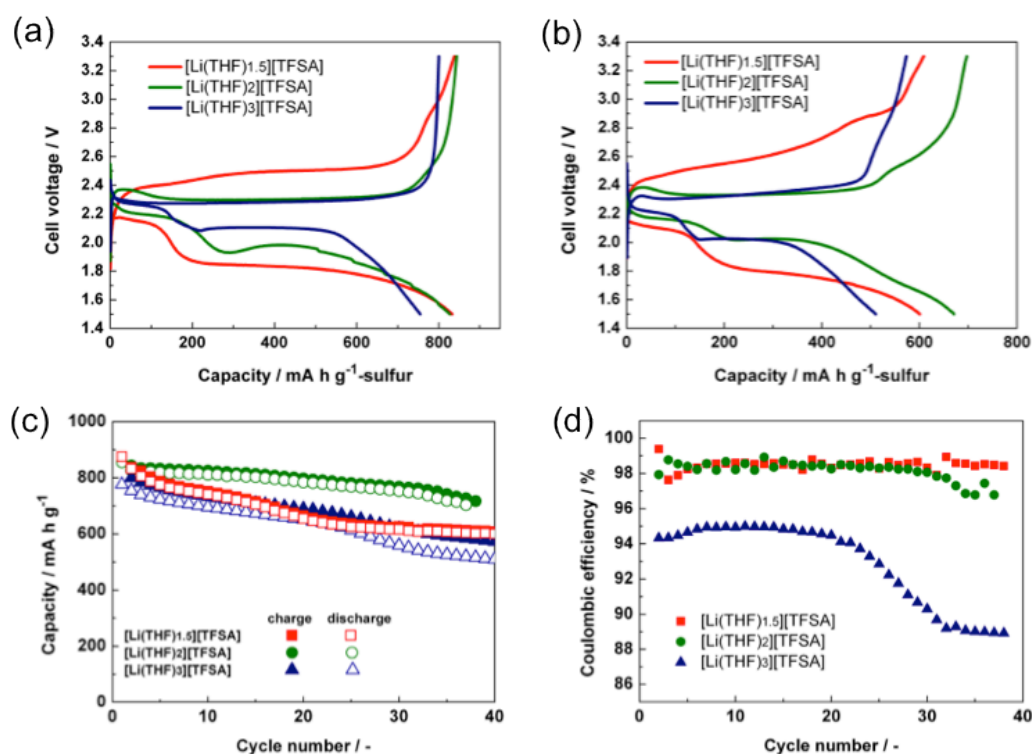 (a)
3.4
3.2
3.0
2.8
2.6
2.4
2.2
2.0
1.8
1.6
1.4
Cell voltage / V
[Li(THF)1.5][TFSA]
[Li(THF)2][TFSA]
[Li(THF)3][TFSA]
0 200 400 600 800
Capacity / mA h g-1-sulfur
(b)
3.4
3.2
3.0
2.8
2.6
2.4
2.2
2.0
1.8
1.6
1.4
Cell voltage / V
[Li(THF)1.5][TFSA]
[Li(THF)2][TFSA]
[Li(THF)3][TFSA]
0 200 400 600 800
Capacity / mA h g-1-sulfur
(c)
1000
800
600
400
200
0
Capacity / mA h g-1
charge discharge
[Li(THF)1.5][TFSA]
[Li(THF)2][TFSA]
[Li(THF)3][TFSA]
0 10 20 30 40
Cycle number / -
(d)
100
98
96
94
92
90
88
86
Coulombic efficiency / %
[Li(THF)1.5][TFSA]
[Li(THF)2][TFSA]
[Li(THF)3][TFSA]
0 10 20 30 40
Cycle number / -